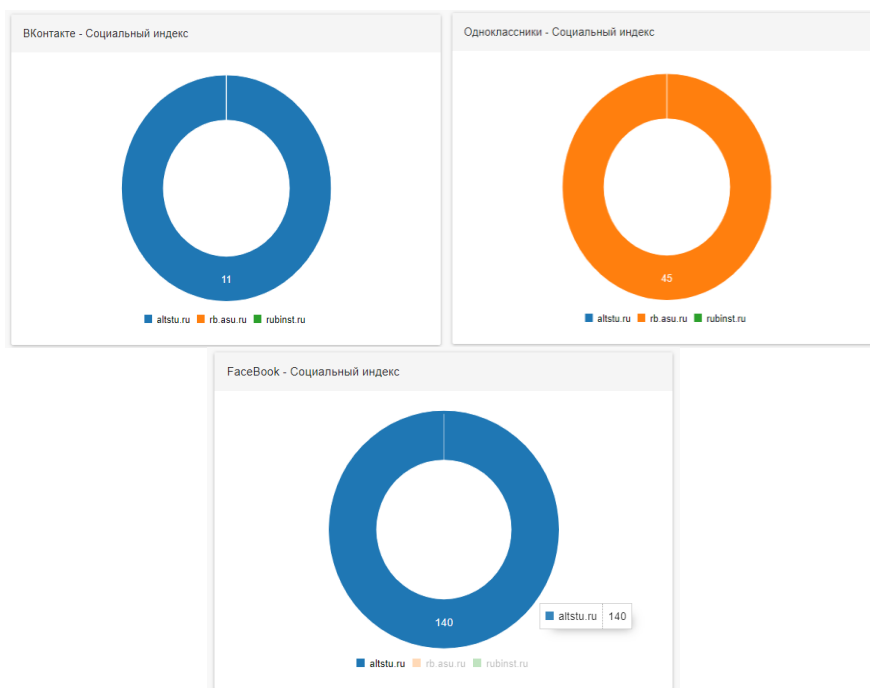 ВКонтакте - Социальный индекс
11
altstu.ru rb.asu.ru rubinst.ru
Одноклассники - Социальный индекс
45
altstu.ru rb.asu.ru rubinst.ru
FaceBook - Социальный индекс
140
altstu.ru 140
altstu.ru rb.asu.ru rubinst.ru